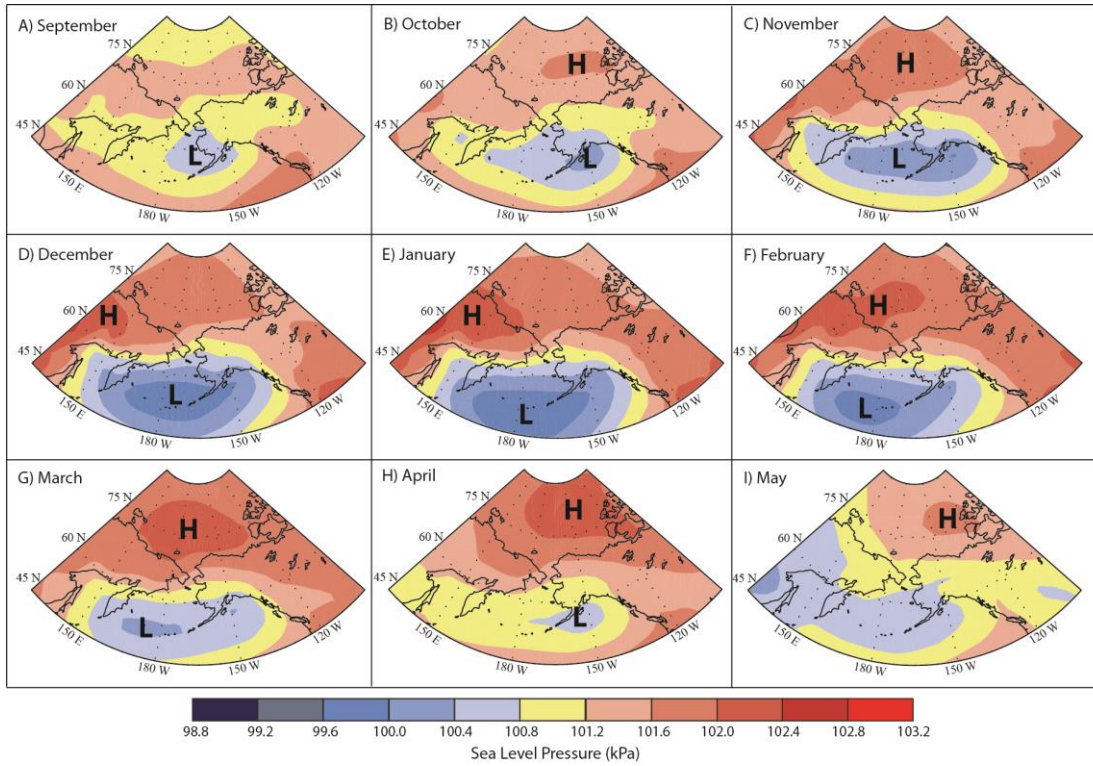 A) September
75 N
60 N
45 N
150 E
180 W
150 W
120 W
L
B) October
75 N
60 N
45 N
150 E
180 W
150 W
120 W
H
L
C) November
75 N
60 N
45 N
150 E
180 W
150 W
120 W
H
L
D) December
75 N
60 N
45 N
150 E
180 W
150 W
120 W
H
L
E) January
75 N
60 N
45 N
150 E
180 W
150 W
120 W
H
L
F) February
75 N
60 N
45 N
150 E
180 W
150 W
120 W
H
L
G) March
75 N
60 N
45 N
150 E
180 W
150 W
120 W
H
L
H) April
75 N
60 N
45 N
150 E
180 W
150 W
120 W
H
L
I) May
75 N
60 N
45 N
150 E
180 W
150 W
120 W
H
98.8 99.2 99.6 100.0 100.4 100.8 101.2 101.6 102.0 102.4 102.8 103.2
Sea Level Pressure (kPa)